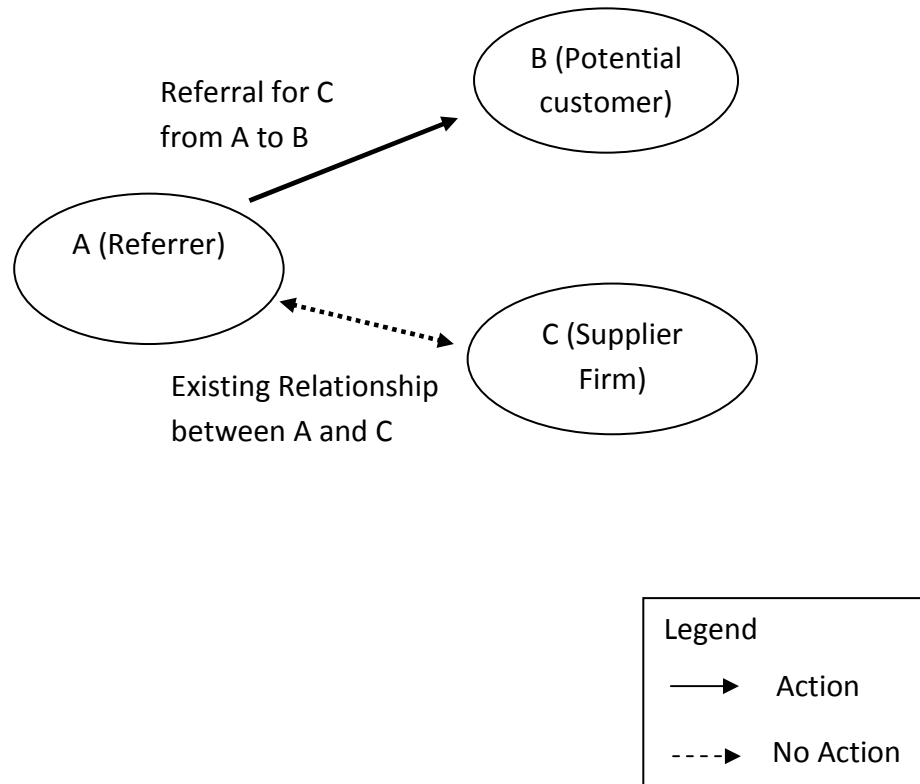 B (Potential
customer)
Referral for C
from A to B
A (Referrer)
C (Supplier
Firm)
Existing Relationship
between A and C
Legend
Action
No Action